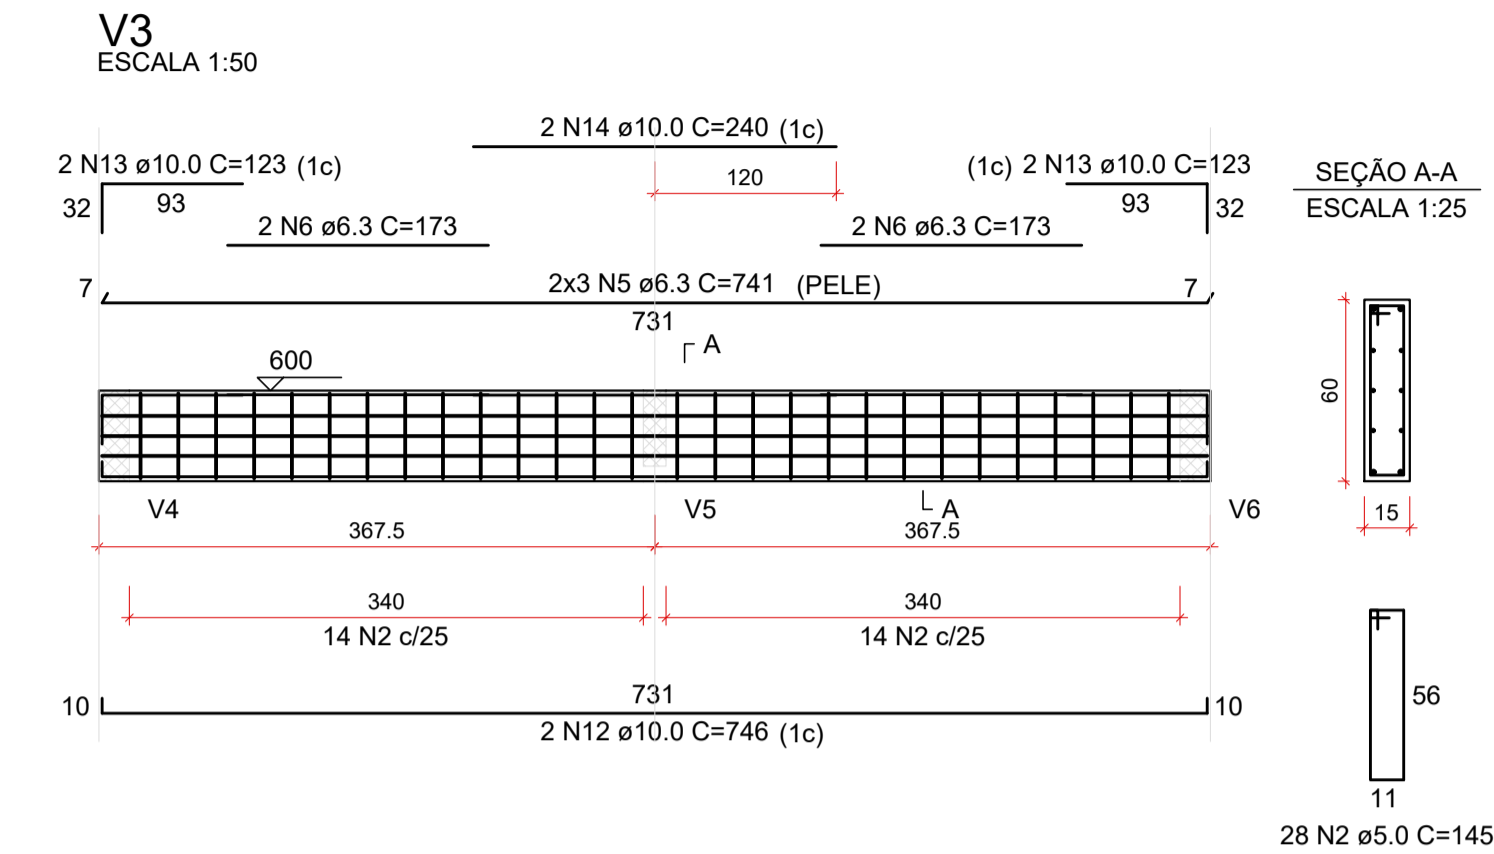 V3
ESCALA 1:50
2 N14 ø10.0 C=240 (1c)
2 N13 ø10.0 C=123 (1c)
(1c) 2 N13 ø10.0 C=123
120
32
93
93
32
2 N6 ø6.3 C=173
2 N6 ø6.3 C=173
7
2x3 N5 ø6.3 C=741 (PELE)
7
731
A
600
V4
V5
A
V6
367.5
367.5
340
340
14 N2 c/25
14 N2 c/25
10
731
10
2 N12 ø10.0 C=746 (1c)
SEÇÃO A-A
ESCALA 1:25
60
15
56
11
28 N2 ø5.0 C=145